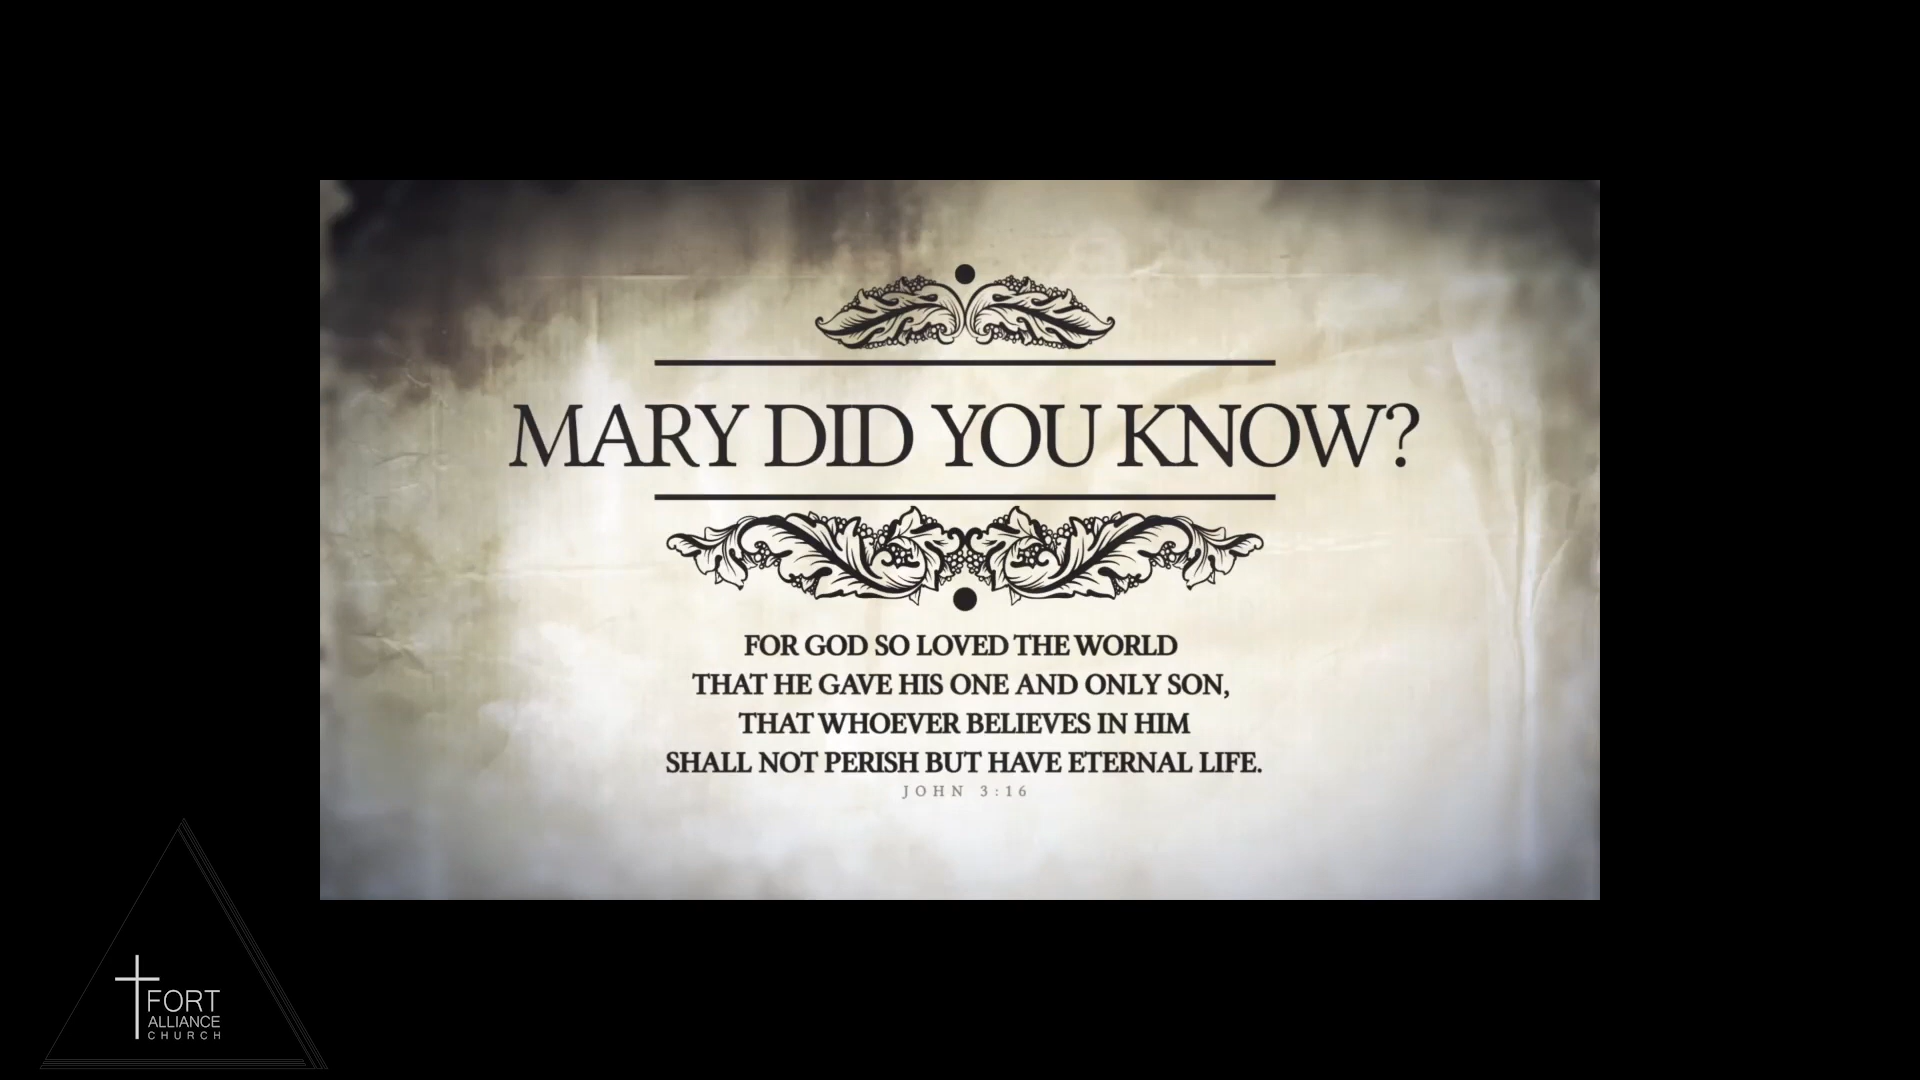 MARY DID YOU KNOW?
FOR GOD SO LOVED THE WORLD
THAT HE GAVE HIS ONE AND ONLY SON,
THAT WHOEVER BELIEVES IN HIM
SHALL NOT PERISH BUT HAVE ETERNAL LIFE.
JOHN 3:16
FORT
ALLIANCE
CHURCH